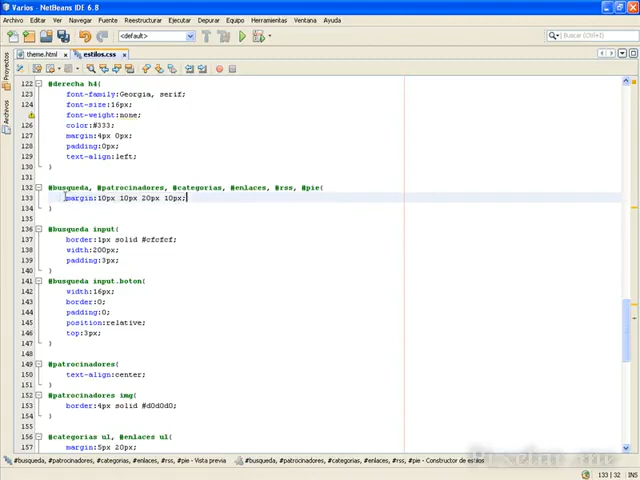 Varios - NetBeans IDE 6.8
Archivo Editar Ver Navegar Fuente Reestructurar Ejecutar Depurar Grupo Equipo Herramientas Ventana Ayuda
<default>
Buscar (Ctrl+I)
theme.html estilos.css
Proyectos
Archivos
122 #derecha h4{
123 font-family:Georgia, serif;
124 font-size:16px;
font-weight:none;
126 color:#333;
127 margin:4px 0px;
128 padding:0px;
129 text-align:left;
130 }
131
132 #busqueda, #patrocinadores, #categorias, #enlaces, #rss, #pie{
133 margin:10px 10px 20px 10px;
134 }
135
136 #busqueda input{
137 border:1px solid #cfcfcf;
138 width:200px;
139 padding:3px;
140 }
141 #busqueda input.boton{
142 width:16px;
143 border:0;
144 padding:0;
145 position:relative;
146 top:3px;
147 }
148
149 #patrocinadores{
150 text-align:center;
151 }
152 #patrocinadores img{
153 border:4px solid #d0d0d0;
154 }
155
156 #categorias ul, #enlaces ul{
157 margin:5px 20px;
#busqueda, #patrocinadores, #categorias, #enlaces, #rss, #pie - Vista previa
#busqueda, #patrocinadores, #categorias, #enlaces, #rss, #pie - Constructor de estilos
133 | 32 INS